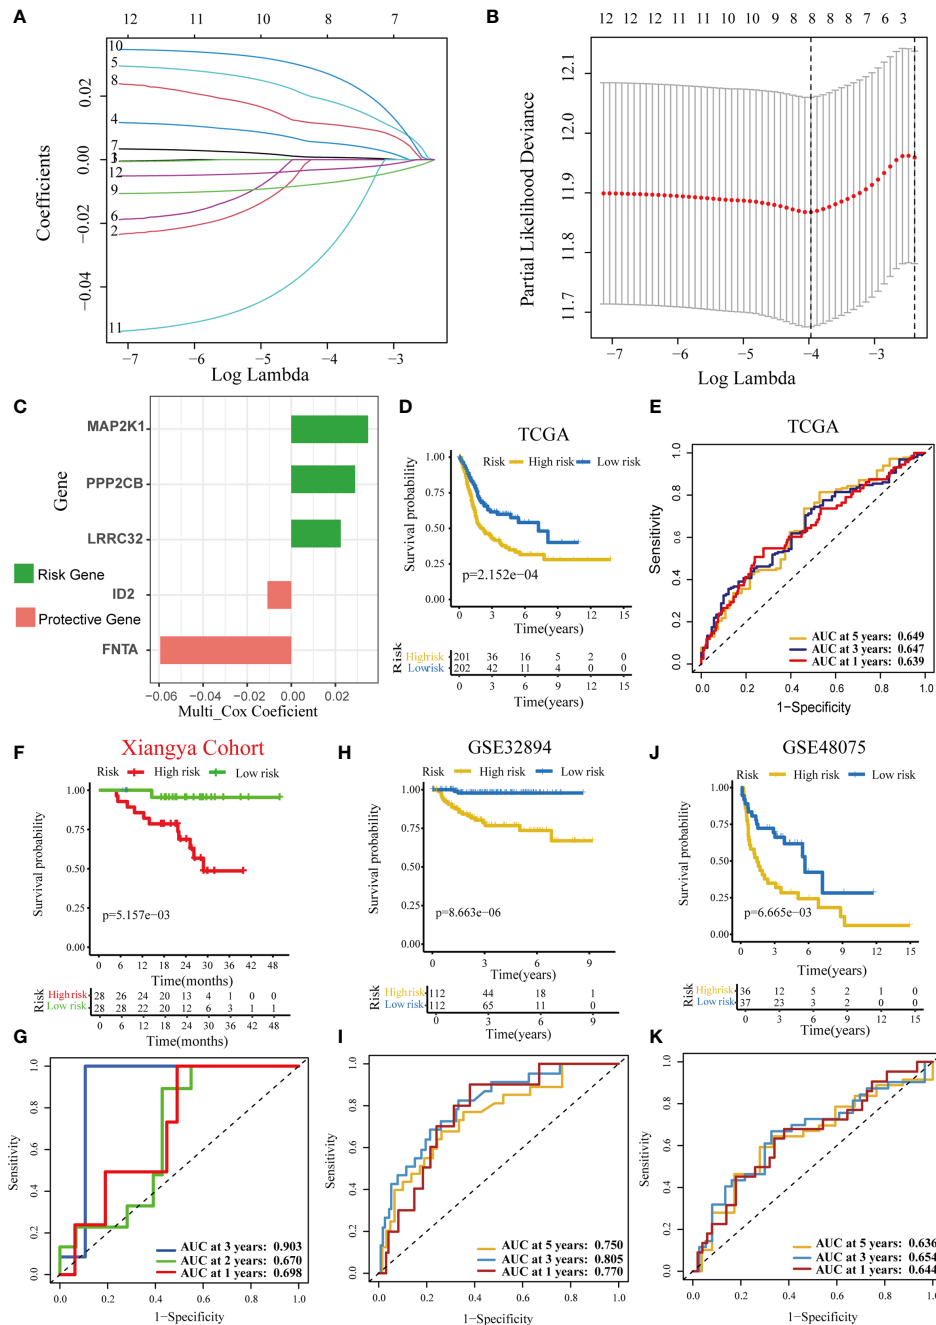 A
12 11 10 8 7
10
5
8
4
7
3
1
12
9
6
2
11
0.02
0.00
−0.02
−0.04
Coefficients
−7 −6 −5 −4 −3
Log Lambda
B
12 12 12 11 11 10 10 9 8 8 8 7 6 3
12.1
12.0
11.9
11.8
11.7
Partial Likelihood Deviance
−7 −6 −5 −4 −3
Log Lambda
C
Gene
MAP2K1
PPP2CB
LRRC32
ID2
FNTA
Risk Gene
Protective Gene
−0.06 −0.04 −0.02 0.00 0.02
Multi_Cox Coeficient
D
TCGA
Risk High risk Low risk
Survival probability
1.00
0.75
0.50
0.25
0.00
p=2.152e−04
0 3 6 9 12 15
Time(years)
Risk
High risk 201 36 16 5 2 0
Low risk 202 42 11 4 0 0
0 3 6 9 12 15
Time(years)
E
TCGA
Sensitivity
1.0
0.8
0.6
0.4
0.2
0.0
AUC at 5 years: 0.649
AUC at 3 years: 0.647
AUC at 1 years: 0.639
0.0 0.2 0.4 0.6 0.8 1.0
1−Specificity
F
Xiangya Cohort
Risk High risk Low risk
Survival probability
1.00
0.75
0.50
0.25
0.00
p=5.157e−03
0 6 12 18 24 30 36 42 48
Time(months)
Risk
High risk 28 26 24 20 13 4 1 0 0
Low risk 28 28 22 20 12 6 3 1 1
0 6 12 18 24 30 36 42 48
Time(months)
H
GSE32894
Risk High risk Low risk
Survival probability
1.00
0.75
0.50
0.25
0.00
p=8.663e−06
0 3 6 9
Time(years)
Risk
High risk 112 44 18 1
Low risk 112 65 11 0
0 3 6 9
Time(years)
J
GSE48075
Risk High risk Low risk
Survival probability
1.00
0.75
0.50
0.25
0.00
p=6.665e−03
0 3 6 9 12 15
Time(years)
Risk
High risk 36 12 5 2 1 0
Low risk 37 23 3 2 0 0
0 3 6 9 12 15
Time(years)
G
Sensitivity
1.0
0.8
0.6
0.4
0.2
0.0
AUC at 3 years: 0.903
AUC at 2 years: 0.670
AUC at 1 years: 0.698
0.0 0.2 0.4 0.6 0.8 1.0
1−Specificity
I
Sensitivity
1.0
0.8
0.6
0.4
0.2
0.0
AUC at 5 years: 0.750
AUC at 3 years: 0.805
AUC at 1 years: 0.770
0.0 0.2 0.4 0.6 0.8 1.0
1−Specificity
K
Sensitivity
1.0
0.8
0.6
0.4
0.2
0.0
AUC at 5 years: 0.636
AUC at 3 years: 0.654
AUC at 1 years: 0.644
0.0 0.2 0.4 0.6 0.8 1.0
1−Specificity